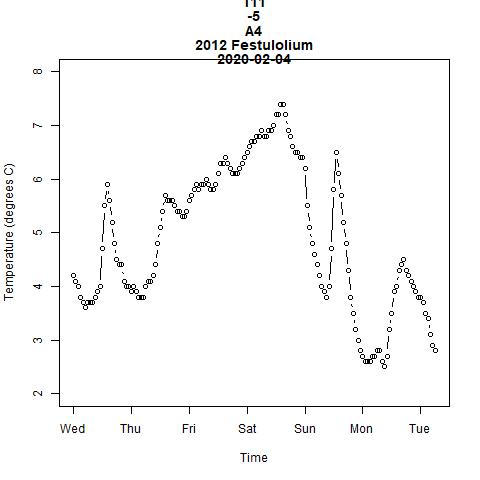 T11
-5
A4
2012 Festulolium
2020-02-04
Temperature (degrees C)
8
7
6
5
4
3
2
Wed Thu Fri Sat Sun Mon Tue
Time